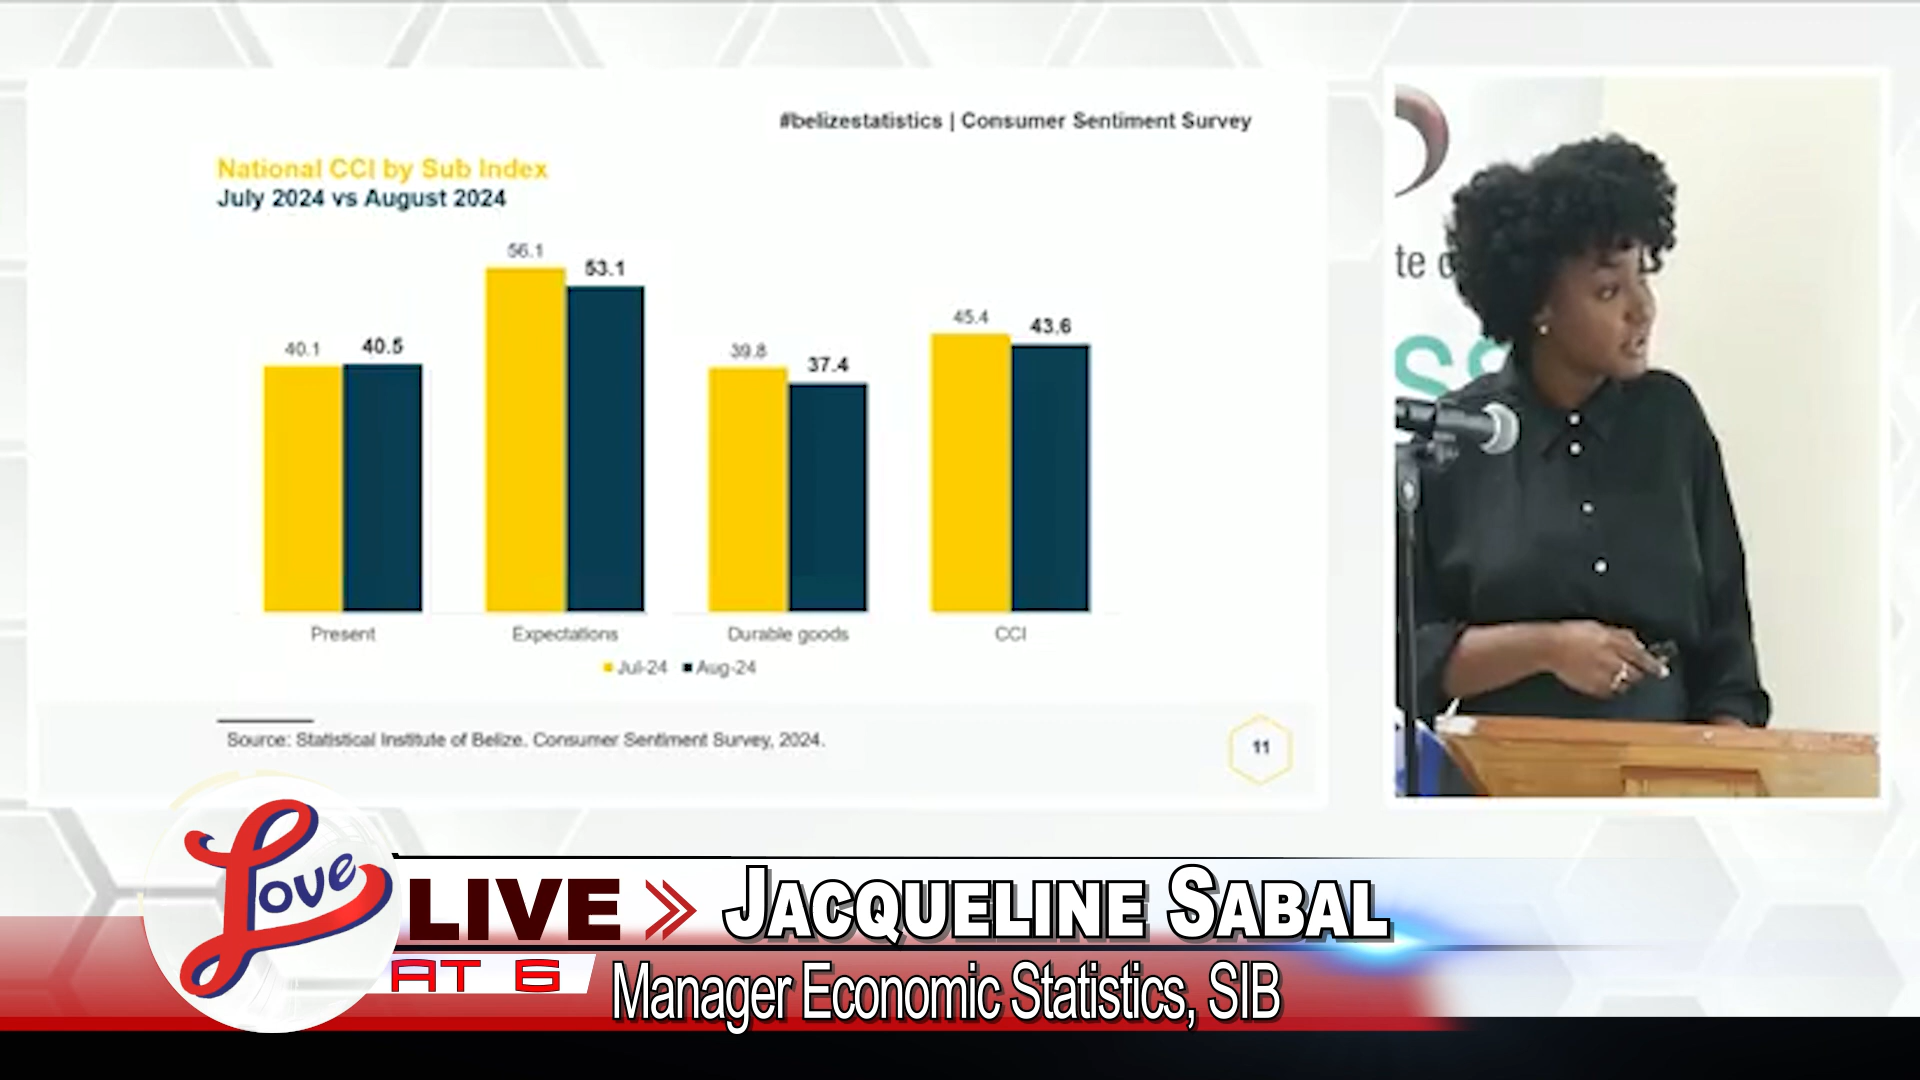 #belizestatistics | Consumer Sentiment Survey
National CCI by Sub Index
July 2024 vs August 2024
56.1
53.1
40.1
40.5
39.8
37.4
45.4
43.6
Present
Expectations
Durable goods
CCI
Jul-24
Aug-24
Source: Statistical Institute of Belize. Consumer Sentiment Survey, 2024.
11
te
Love
LIVE » JACQUELINE SABAL
AT 6
Manager Economic Statistics, SIB